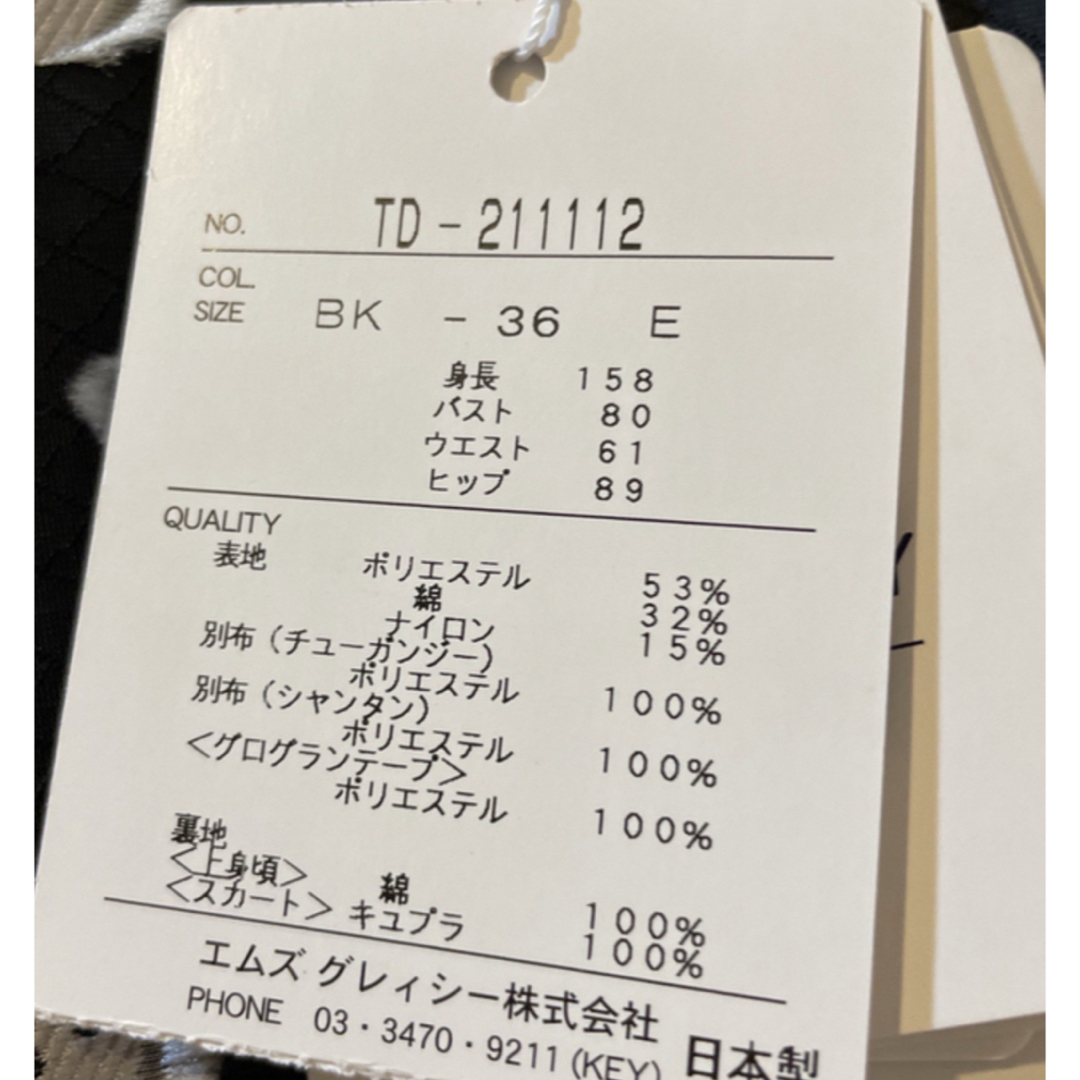 NO. TD-211112
COL.
SIZE BK - 36 E
身長 158
バスト 80
ウエスト 61
ヒップ 89
QUALITY
表地 ポリエステル 53%
綿 32%
ナイロン 15%
別布(チューガンジー)
ポリエステル 100%
別布(シャンタン)
ポリエステル 100%
<グログランテープ>
ポリエステル 100%
裏地
<上身頃> 綿 100%
<スカート> キュプラ 100%
エムズ グレィシー株式会社
PHONE 03・3470・9211(KEY) 日本製
Y